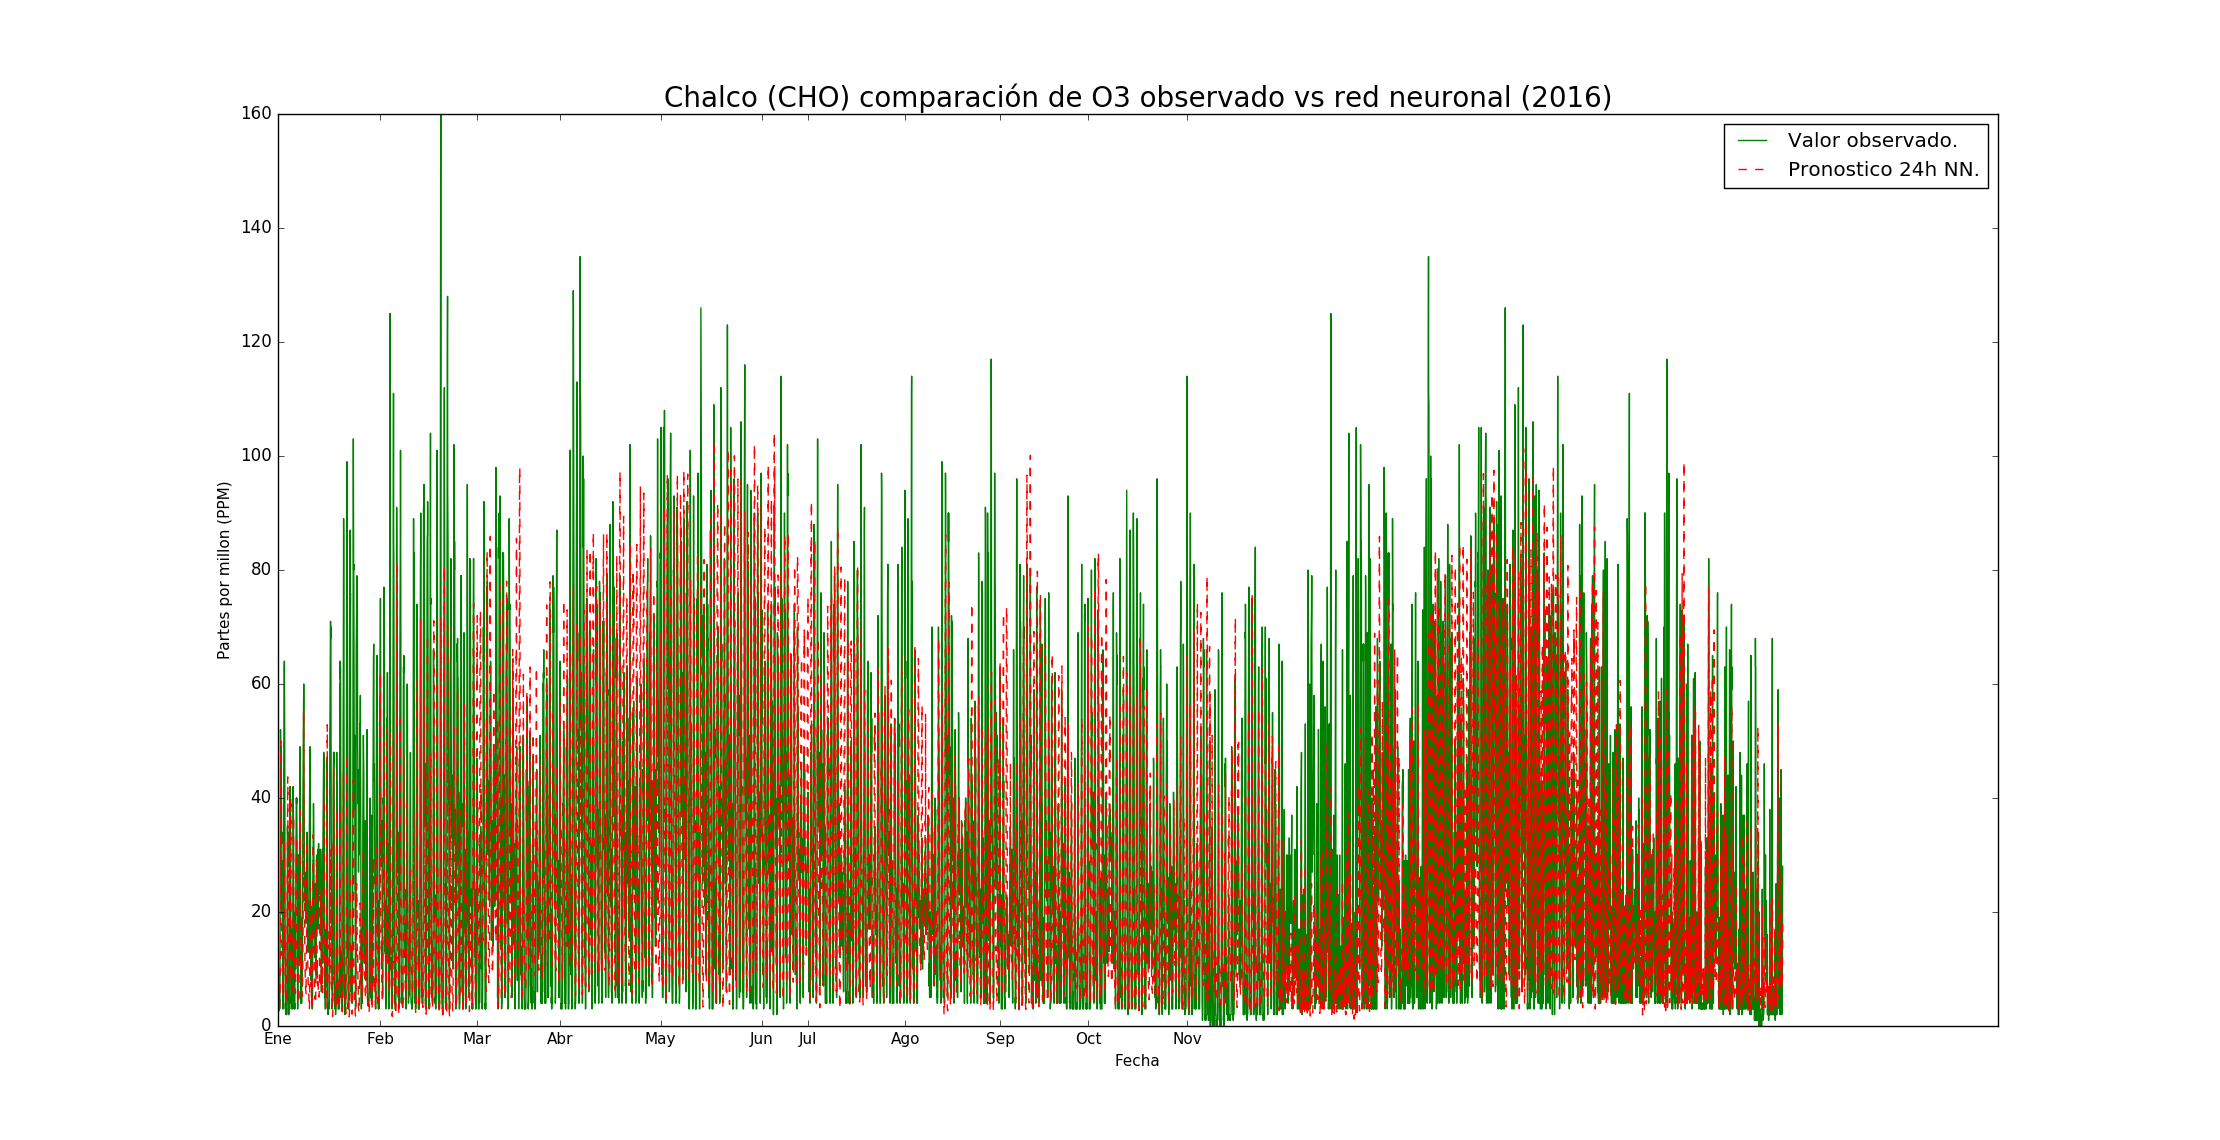 Chalco (CHO) comparación de O3 observado vs red neuronal (2016)
160
140
120
100
80
60
40
20
0
Partes por millon (PPM)
Valor observado.
Pronostico 24h NN.
Ene Feb Mar Abr May Jun Jul Ago Sep Oct Nov
Fecha